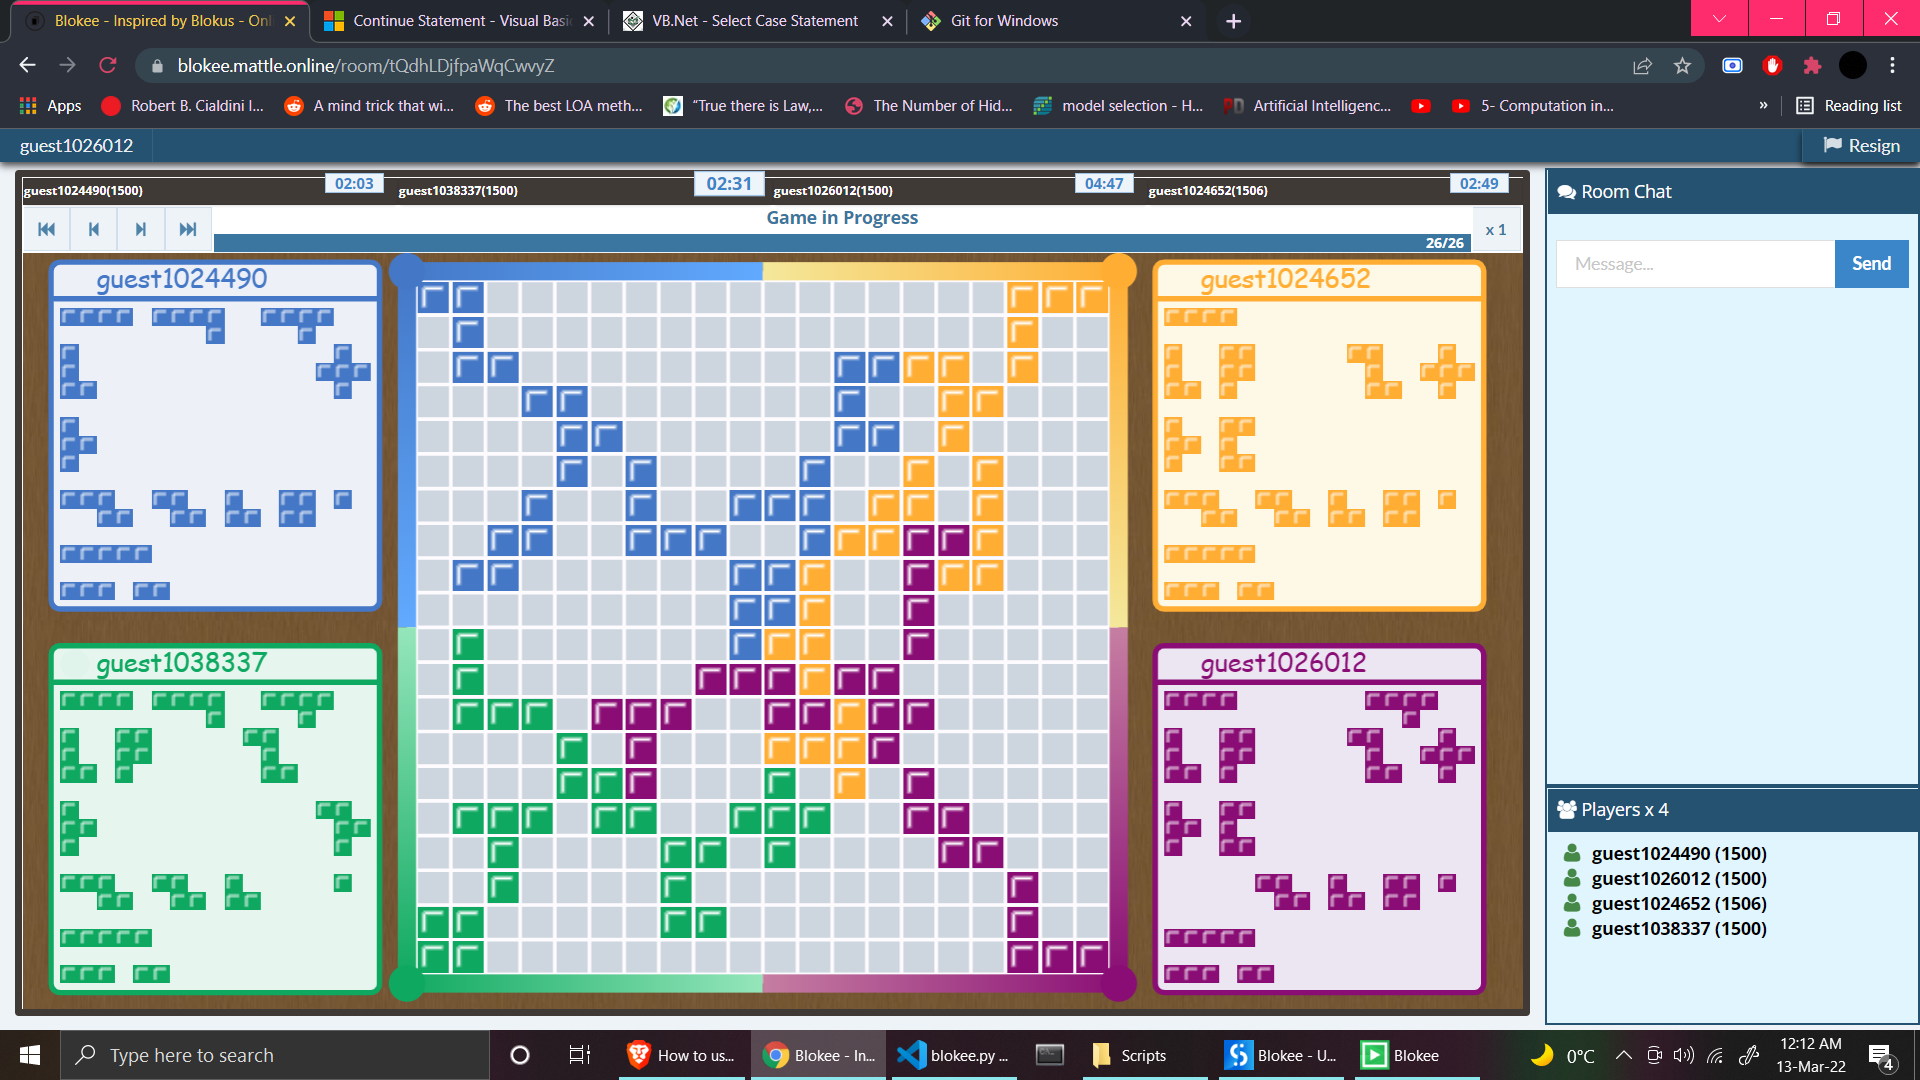 Blokee - Inspired by Blokus - Onl
Continue Statement - Visual Basi
VB.Net - Select Case Statement
Git for Windows
blokee.mattle.online/room/tQdhLDjfpaWqCwvyZ
Apps
Robert B. Cialdini I...
A mind trick that wi...
The best LOA meth...
“True there is Law,...
The Number of Hid...
model selection - H...
Artificial Intelligenc...
5- Computation in...
»
Reading list
guest1026012
Resign
guest1024490(1500)
02:03
guest1038337(1500)
02:31
guest1026012(1500)
04:47
guest1024652(1506)
02:49
Game in Progress
26/26
x 1
guest1024490
guest1024652
guest1038337
guest1026012
Room Chat
Message...
Send
Players x 4
guest1024490 (1500)
guest1026012 (1500)
guest1024652 (1506)
guest1038337 (1500)
Type here to search
How to us...
Blokee - In...
blokee.py ...
Scripts
Blokee - U...
Blokee
0°C
12:12 AM
13-Mar-22
4